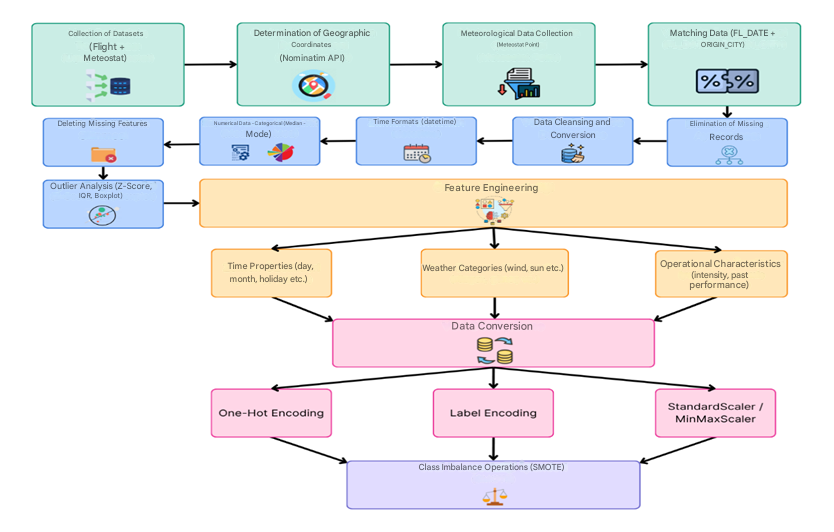 Collection of Datasets
(Flight +
Meteostat)
Determination of Geographic
Coordinates
(Nominatim API)
Meteorological Data Collection
(Meteostat Point)
Matching Data (FL_DATE +
ORIGIN_CITY)
Elimination of Missing
Records
Data Cleansing and
Conversion
Time Formats (datetime)
Numerical Data - Categorical (Median -
Mode)
Deleting Missing Features
Outlier Analysis (Z-Score,
IQR, Boxplot)
Feature Engineering
Time Properties (day,
month, holiday etc.)
Weather Categories (wind, sun etc.)
Operational Characteristics
(intensity, past
performance)
Data Conversion
One-Hot Encoding
Label Encoding
StandardScaler /
MinMaxScaler
Class Imbalance Operations (SMOTE)